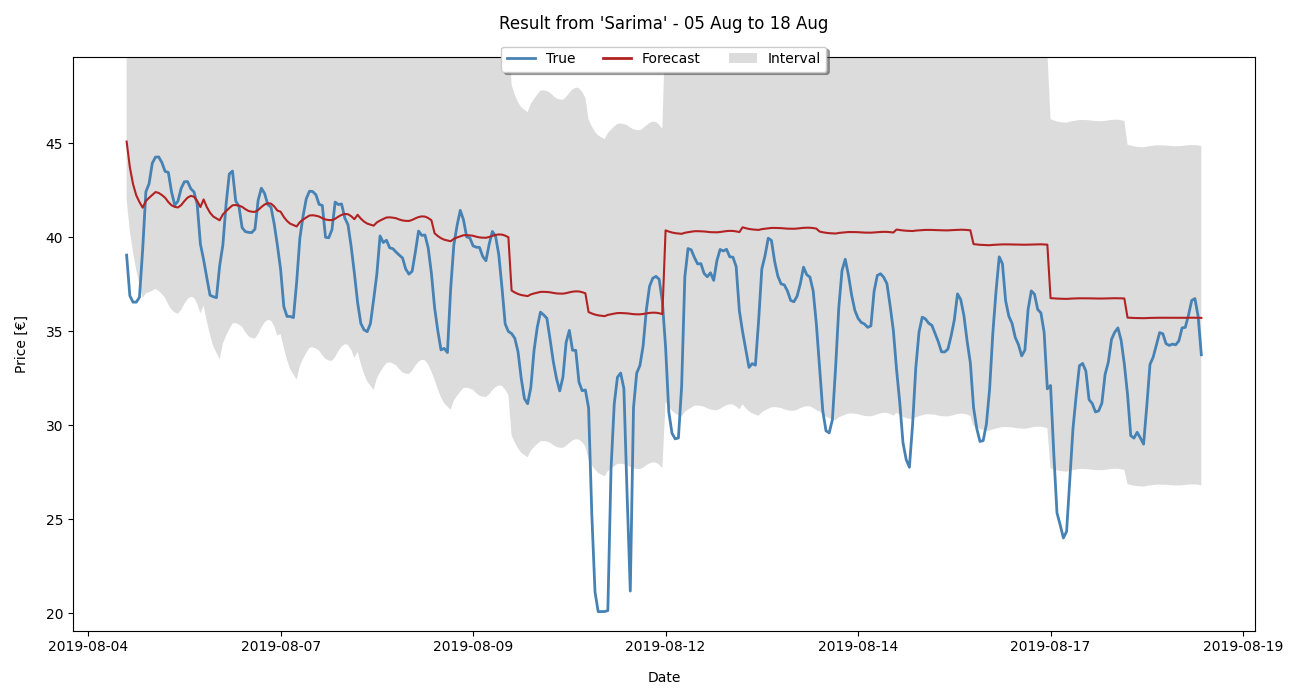 Result from 'Sarima' - 05 Aug to 18 Aug
True Forecast Interval
Price [€]
45
40
35
30
25
20
2019-08-04 2019-08-07 2019-08-09 2019-08-12 2019-08-14 2019-08-17 2019-08-19
Date